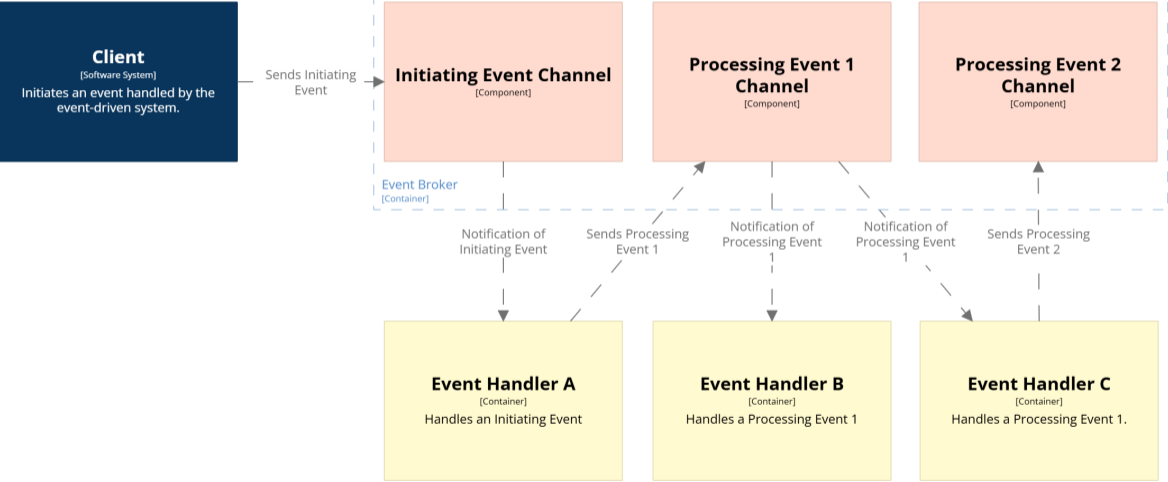 Client
[Software System]
Initiates an event handled by the
event-driven system.
Sends Initiating
Event
Initiating Event Channel
[Component]
Processing Event 1
Channel
[Component]
Processing Event 2
Channel
[Component]
Event Broker
[Container]
Notification of
Initiating Event
Sends Processing
Event 1
Notification of
Processing Event
1
Notification of
Processing Event
1
Sends Processing
Event 2
Event Handler A
[Container]
Handles an Initiating Event
Event Handler B
[Container]
Handles a Processing Event 1
Event Handler C
[Container]
Handles a Processing Event 1.